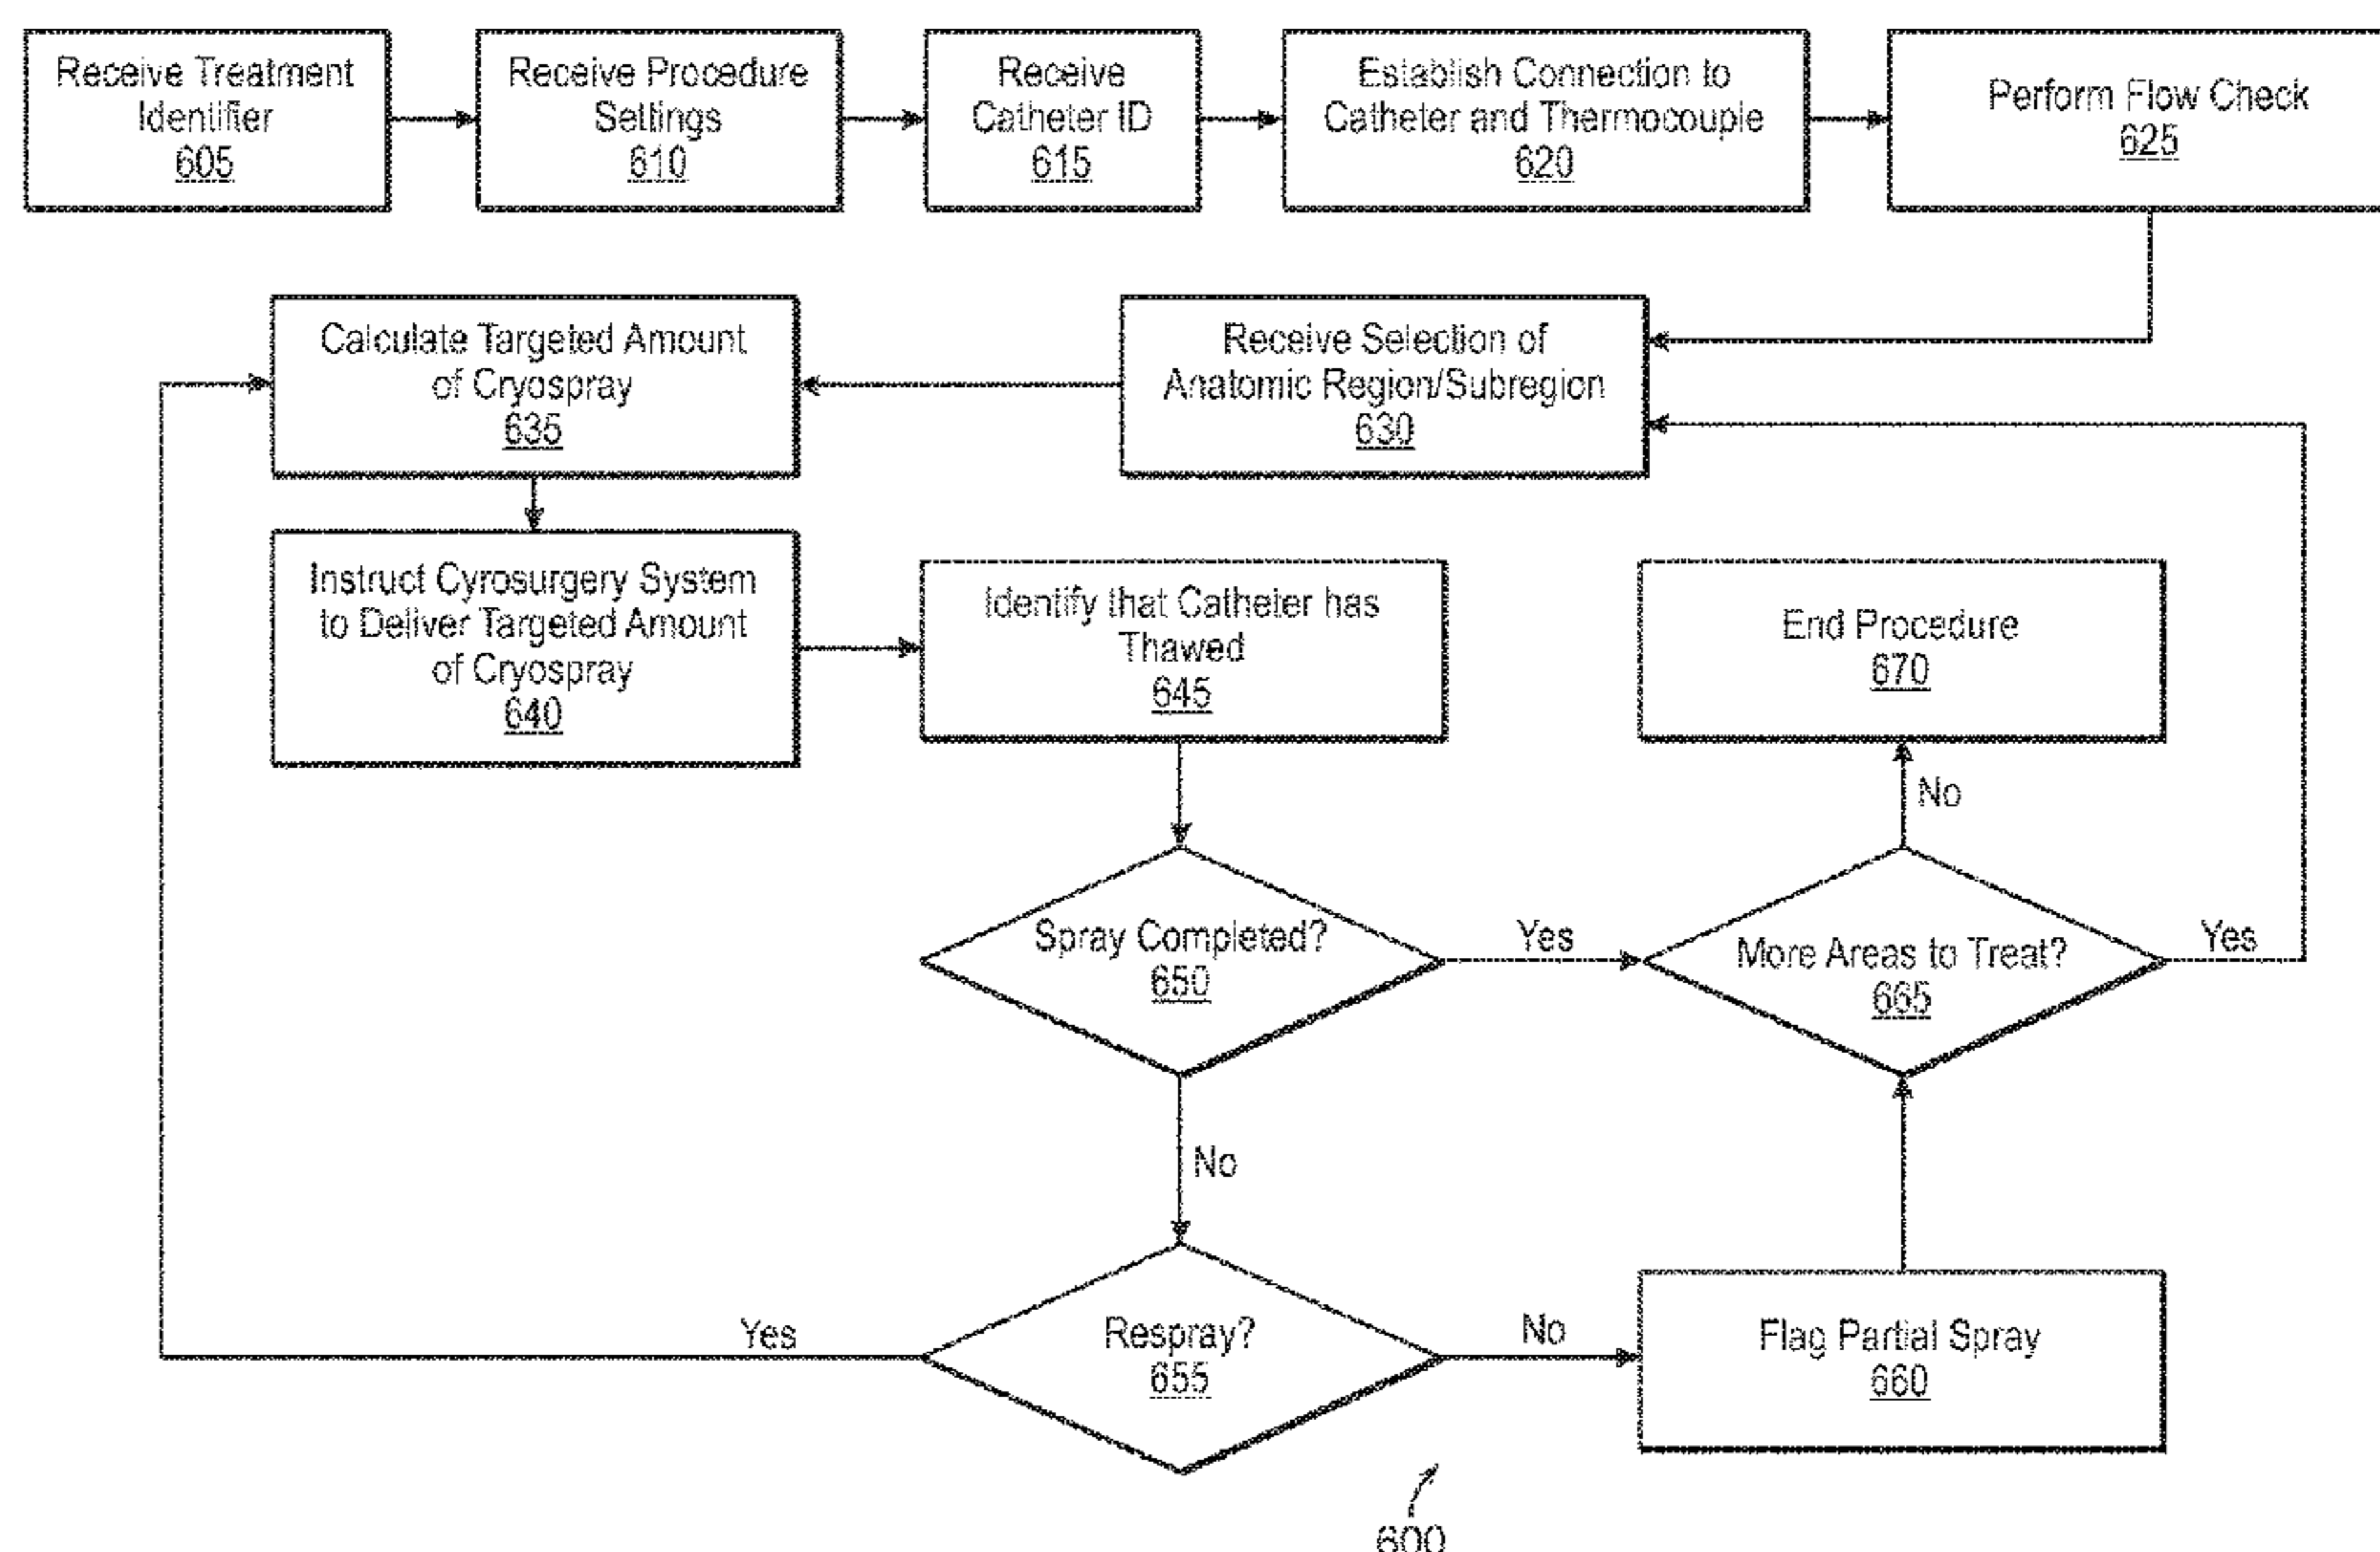 Receive Treatment
Identifier
605
Receive Procedure
Settings
610
Receive
Catheter ID
615
Establish Connection to
Catheter and Thermocouple
620
Perform Flow Check
625
Calculate Targeted Amount
of Cryospray
635
Receive Selection of
Anatomic Region/Subregion
630
Instruct Cyrosurgery System
to Deliver Targeted Amount
of Cryospray
640
Identify that Catheter has
Thawed
645
End Procedure
670
No
Spray Completed?
650
Yes
More Areas to Treat?
665
Yes
No
Yes
Respray?
655
No
Flag Partial Spray
660
600